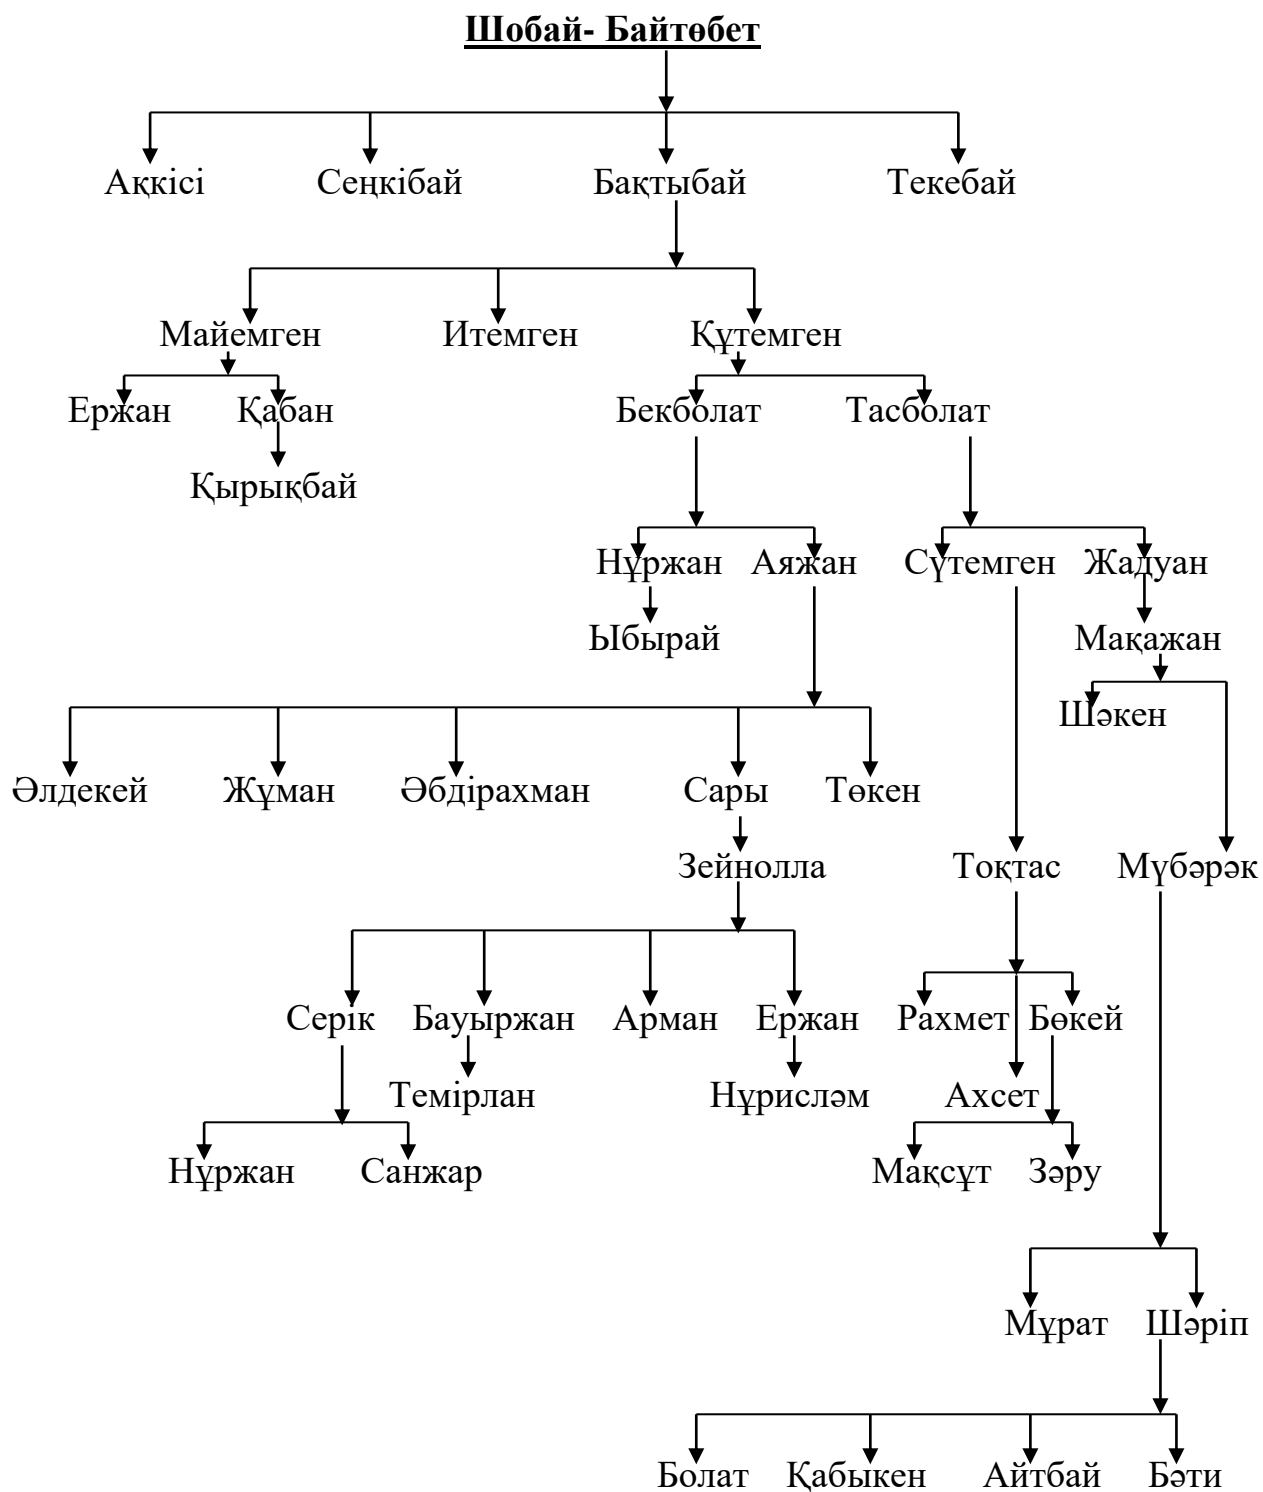 Шобай- Байтөбет
Ақкісі Сеңкібай Бақтыбай Текебай
Майемген Итемген Құтемген
Ержан Қабан Бекболат Тасболат
Қырықбай
Нұржан Аяжан Сүтемген Жадуан
Ыбырай Мақажан
Шәкен
Әлдекей Жұман Әбдірахман Сары Төкен
Зейнолла Тоқтас Мүбәрәк
Серік Бауыржан Арман Ержан Рахмет Бөкей
Темірлан Нұрисләм Ахсет
Нұржан Санжар Мақсұт Зәру
Мұрат Шәріп
Болат Қабыкен Айтбай Бәти